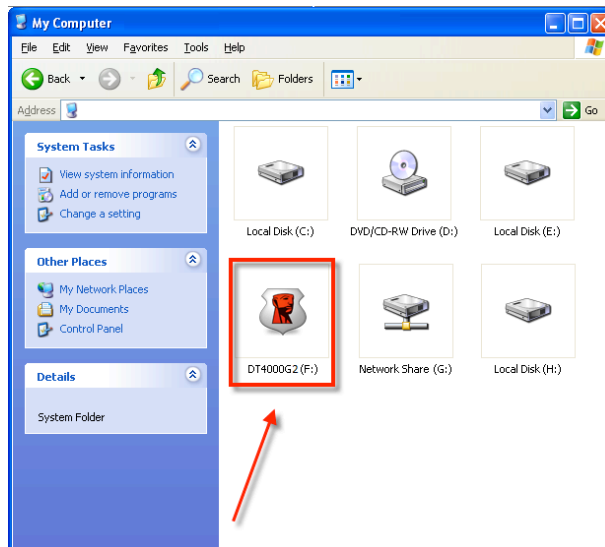 My Computer
File Edit View Favorites Tools Help
Back Search Folders
Address Go
System Tasks
View system information
Add or remove programs
Change a setting
Other Places
My Network Places
My Documents
Control Panel
Details
System Folder
Local Disk (C:) DVD/CD-RW Drive (D:) Local Disk (E:)
DT4000G2 (F:) Network Share (G:) Local Disk (H:)